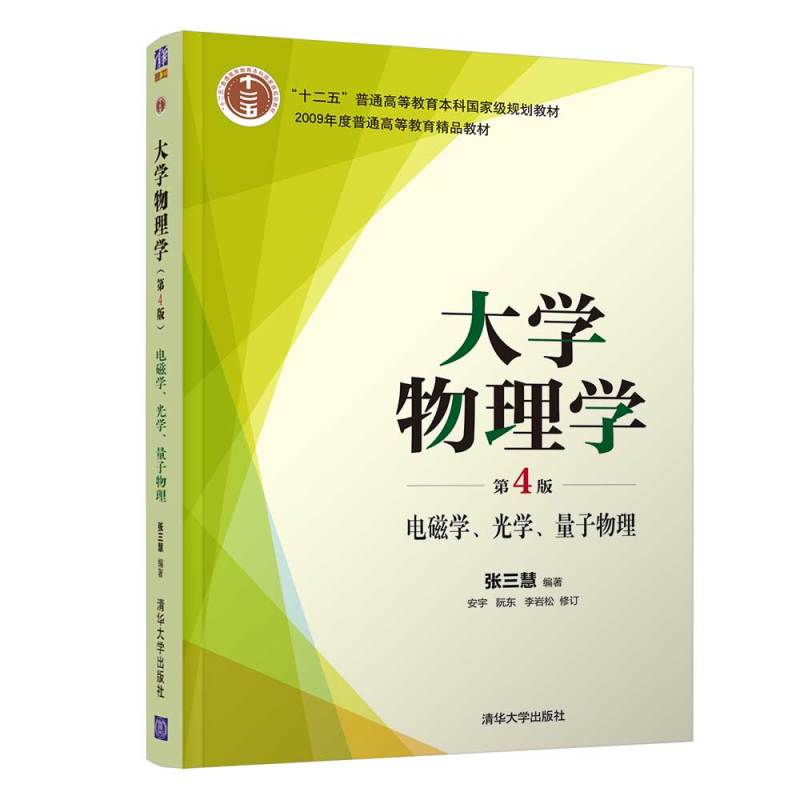 "十二五"普通高等教育本科国家级规划教材
2009年度普通高等教育精品教材
十二五
大学
物理学
第4版
电磁学、光学、量子物理
张三慧 编著
安宇 阮东 李岩松 修订
清华大学出版社
大学物理学（第4版） 电磁学、光学、量子物理 张三慧 编著 清华大学出版社